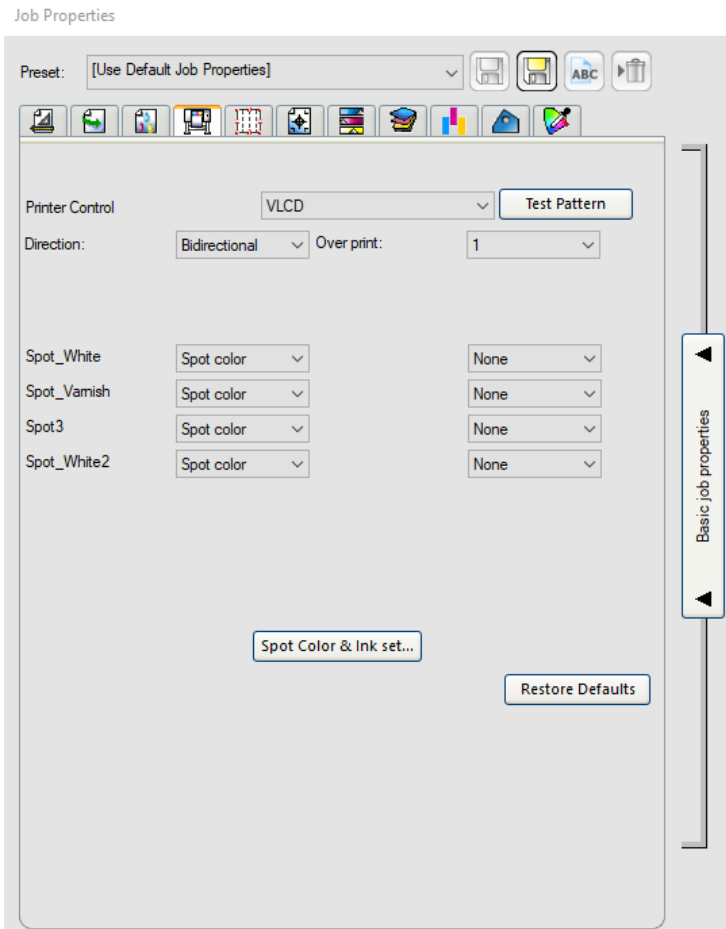 Job Properties
Preset: [Use Default Job Properties]
ABC
Printer Control VLCD Test Pattern
Direction: Bidirectional Over print: 1
Spot_White Spot color None
Spot_Varnish Spot color None
Spot3 Spot color None
Spot_White2 Spot color None
Basic job properties
Spot Color & Ink set...
Restore Defaults